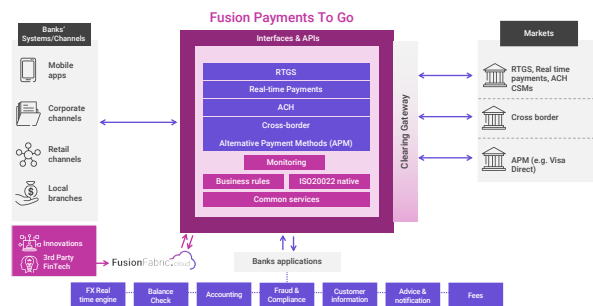 Fusion Payments To Go
Banks'
Systems/Channels
Mobile
apps
Corporate
channels
Retail
channels
Local
branches
Interfaces & APIs
RTGS
Real-time Payments
ACH
Cross-border
Alternative Payment Methods (APM)
Monitoring
Business rules
ISO20022 native
Common services
Clearing Gateway
Markets
RTGS, Real time
payments, ACH
CSMs
Cross border
APM (e.g. Visa
Direct)
Innovations
3rd Party
FinTech
FusionFabric.cloud
Banks applications
FX Real
time engine
Balance
Check
Accounting
Fraud &
Compliance
Customer
information
Advice &
notification
Fees